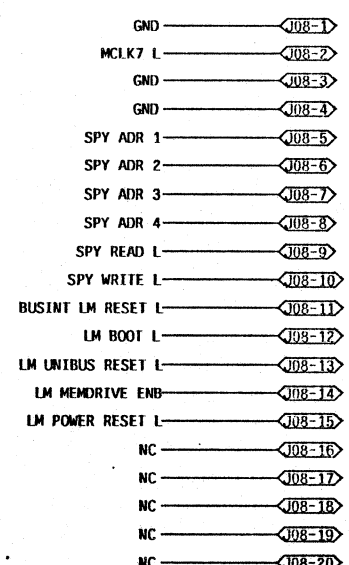 GND J08-1
MCLK7 L J08-2
GND J08-3
GND J08-4
SPY ADR 1 J08-5
SPY ADR 2 J08-6
SPY ADR 3 J08-7
SPY ADR 4 J08-8
SPY READ L J08-9
SPY WRITE L J08-10
BUSINT LM RESET L J08-11
LM BOOT L J08-12
LM UNIBUS RESET L J08-13
LM MEMDRIVE ENB J08-14
LM POWER RESET L J08-15
NC J08-16
NC J08-17
NC J08-18
NC J08-19
NC J08-20